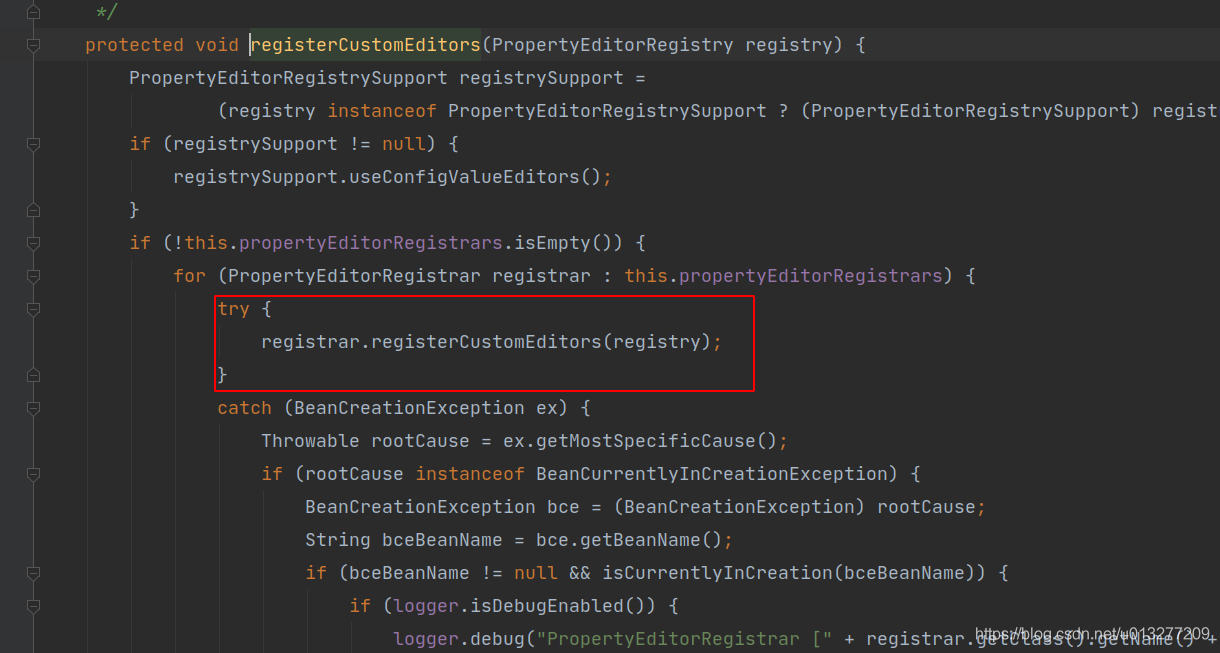 */
protected void registerCustomEditors(PropertyEditorRegistry registry) {
PropertyEditorRegistrySupport registrySupport =
(registry instanceof PropertyEditorRegistrySupport ? (PropertyEditorRegistrySupport) regist
if (registrySupport != null) {
registrySupport.useConfigValueEditors();
}
if (!this.propertyEditorRegistrars.isEmpty()) {
for (PropertyEditorRegistrar registrar : this.propertyEditorRegistrars) {
try {
registrar.registerCustomEditors(registry);
}
catch (BeanCreationException ex) {
Throwable rootCause = ex.getMostSpecificCause();
if (rootCause instanceof BeanCurrentlyInCreationException) {
BeanCreationException bce = (BeanCreationException) rootCause;
String bceBeanName = bce.getBeanName();
if (bceBeanName != null && isCurrentlyInCreation(bceBeanName)) {
if (logger.isDebugEnabled()) {
logger.debug("PropertyEditorRegistrar [" + registrar.getClass().getName() +
https://blog.csdn.net/u013277209